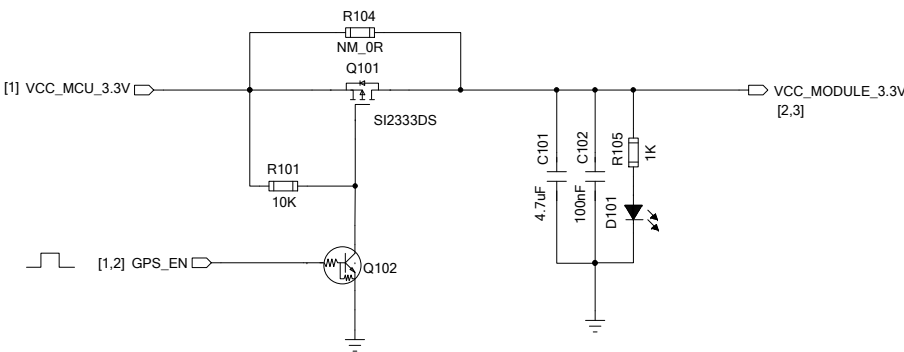 R104
NM_0R
Q101
[1] VCC_MCU_3.3V
VCC_MODULE_3.3V
[2,3]
SI2333DS
C101
4.7uF
C102
100nF
R105
1K
D101
R101
10K
[1,2] GPS_EN
Q102